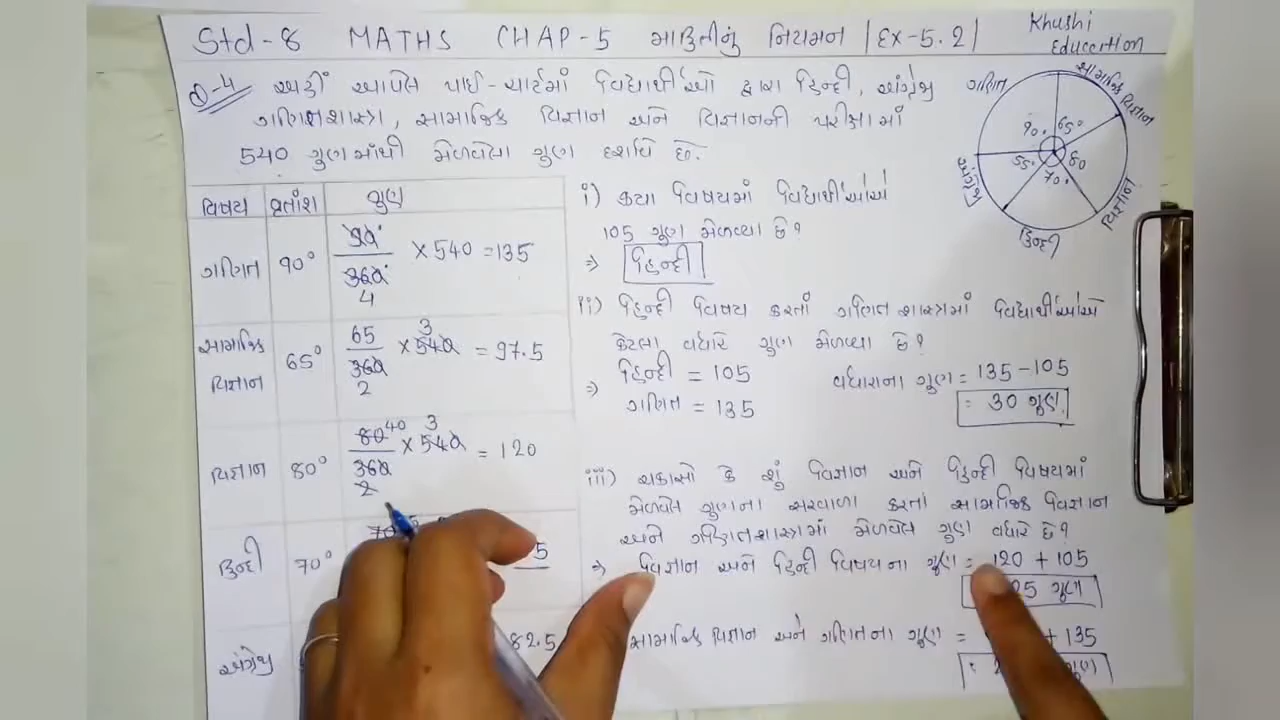 Std-8 MATHS CHAP-5 માહિતીનું નિયમન |EX-5.2|
Khushi
Education
Q-4 અહીં આપેલ પાઈ-ચાર્ટમાં વિદ્યાર્થીઓ દ્વારા હિન્દી, અંગ્રેજી
ગણિતશાસ્ત્ર, સામાજિક વિજ્ઞાન અને વિજ્ઞાનની પરીક્ષામાં
540 ગુણમાંથી મેળવેલા ગુણ દર્શાવે છે.
ગણિત
સામાજિક વિજ્ઞાન
90° 65°
55° 80
70°
અંગ્રેજી
વિજ્ઞાન
હિન્દી
વિષય વૃતાંશ ગુણ
ગણિત 90° 90°/360° × 540 = 135
4
સામાજિક વિજ્ઞાન 65° 65/360 × 540 = 97.5
3
2
વિજ્ઞાન 80° 80/360 × 540 = 120
40 3
2
હિન્દી 70° 70
5
અંગ્રેજી
82.5
i) કયા વિષયમાં વિદ્યાર્થીઓએ
105 ગુણ મેળવ્યા છે?
⇒ હિન્દી
ii) હિન્દી વિષય કરતાં ગણિતશાસ્ત્રમાં વિદ્યાર્થીઓએ
કેટલા વધારે ગુણ મેળવ્યા છે?
⇒ હિન્દી = 105
ગણિત = 135
વધારાના ગુણ = 135-105
= 30 ગુણ
iii) ચકાસો કે શું વિજ્ઞાન અને હિન્દી વિષયમાં
મેળવેલ ગુણના સરવાળા કરતાં સામાજિક વિજ્ઞાન
અને ગણિતશાસ્ત્રમાં મેળવેલ ગુણ વધારે છે?
⇒ વિજ્ઞાન અને હિન્દી વિષયના ગુણ = 120 + 105
25 ગુણ
સામાજિક વિજ્ઞાન અને ગણિતના ગુણ = + 135
ગુણ